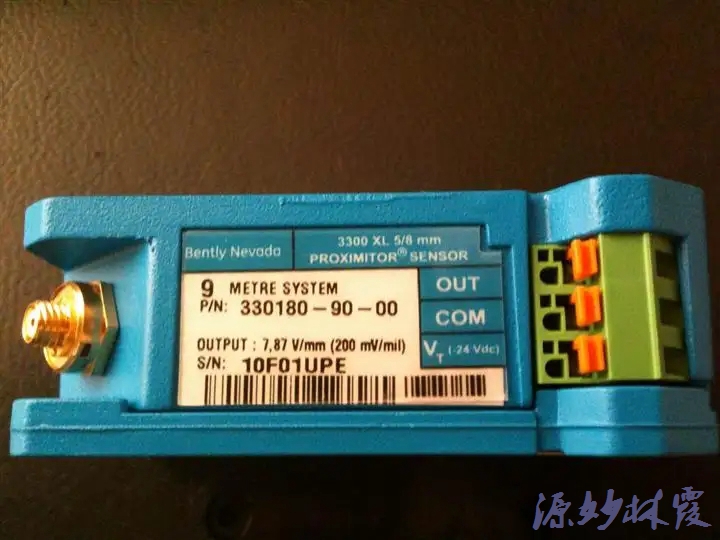 Bently Nevada
3300 XL 5/8 mm
PROXIMITOR® SENSOR
9 METRE SYSTEM
P/N: 330180-90-00
OUTPUT : 7,87 V/mm (200 mV/mil)
S/N: 10F01UPE
OUT
COM
VT (-24 Vdc)
源妙林霞